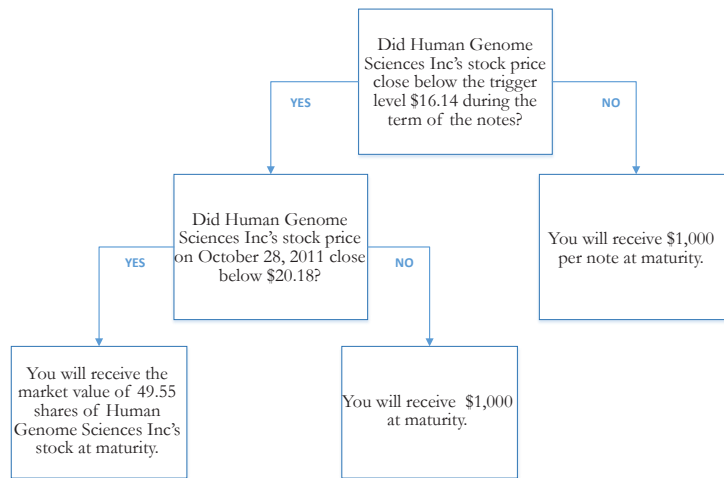 Did Human Genome
Sciences Inc's stock price
close below the trigger
level $16.14 during the
term of the notes?
YES
NO
Did Human Genome
Sciences Inc's stock price
on October 28, 2011 close
below $20.18?
You will receive $1,000
per note at maturity.
YES
NO
You will receive the
market value of 49.55
shares of Human
Genome Sciences Inc's
stock at maturity.
You will receive $1,000
at maturity.